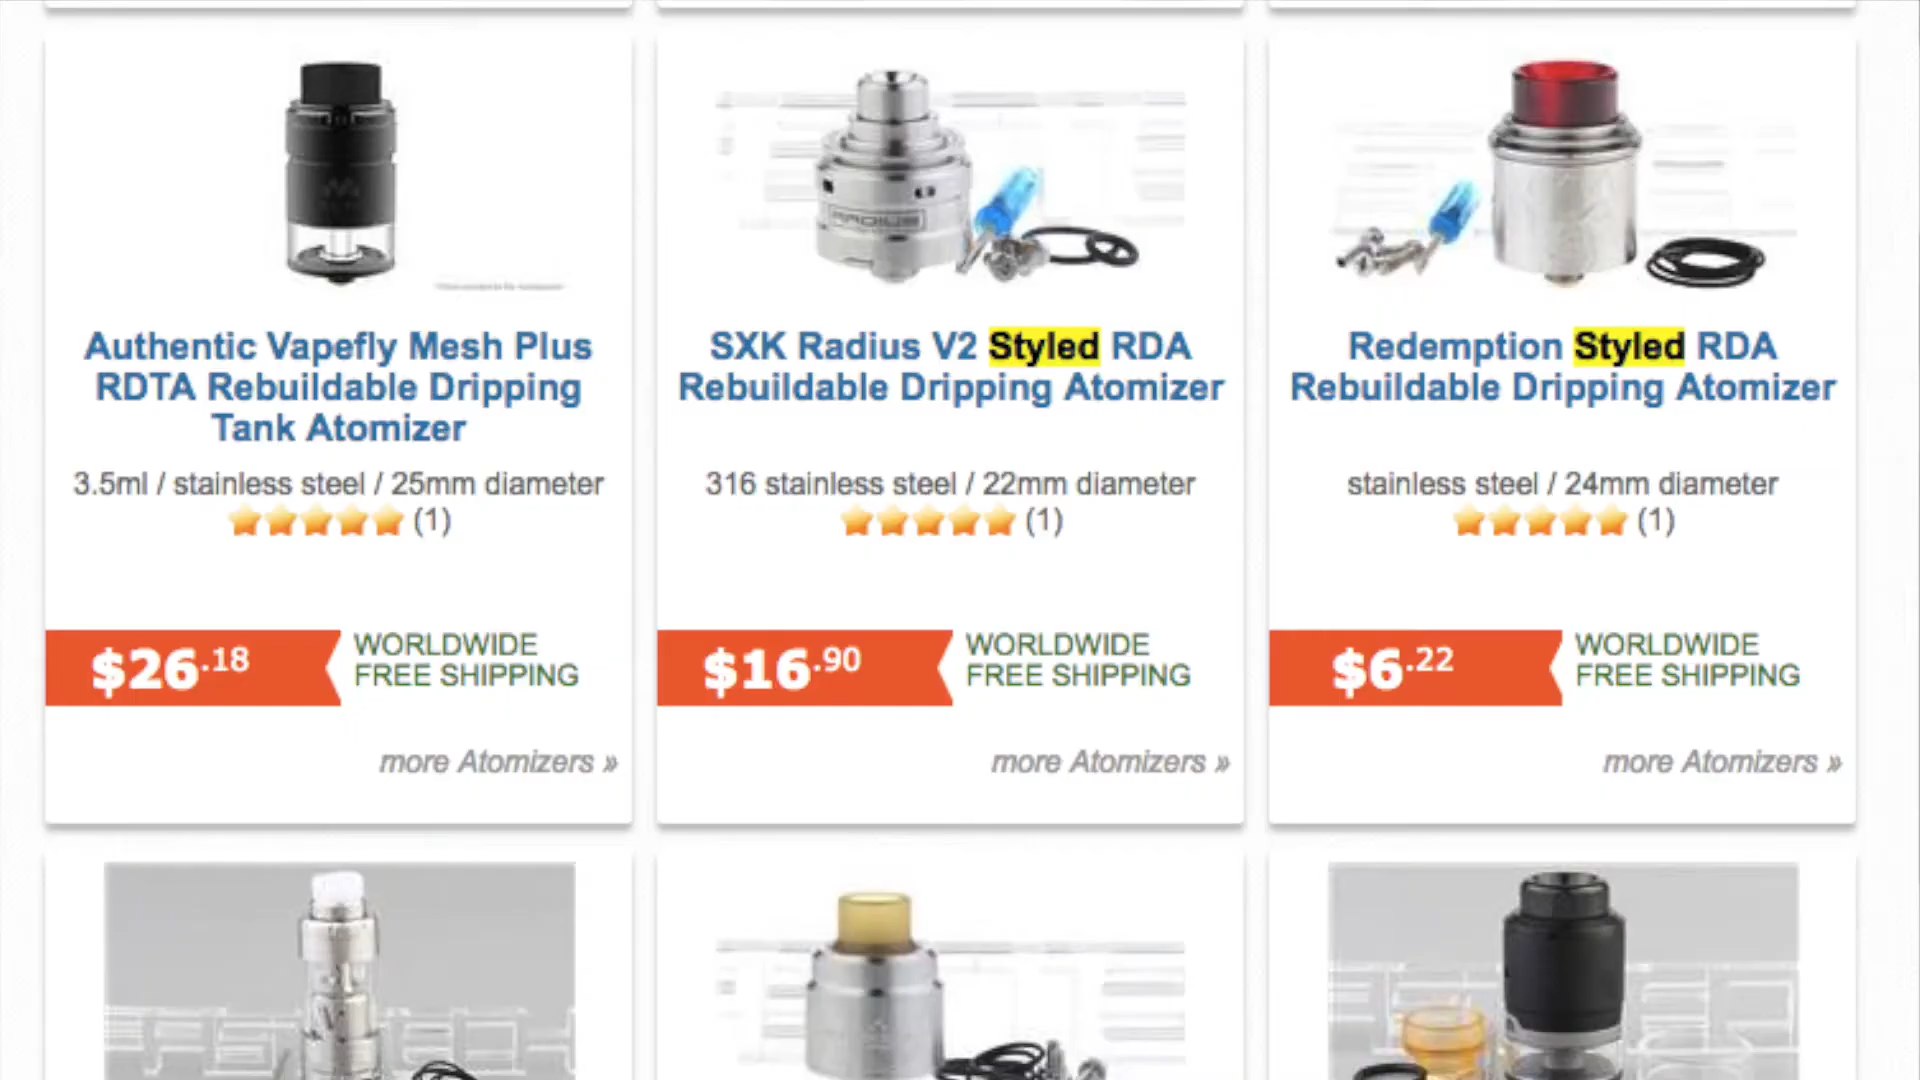 RADIUS
Authentic Vapefly Mesh Plus
RDTA Rebuildable Dripping
Tank Atomizer
3.5ml / stainless steel / 25mm diameter
(1)
$26.18
WORLDWIDE
FREE SHIPPING
more Atomizers »
SXK Radius V2 Styled RDA
Rebuildable Dripping Atomizer
316 stainless steel / 22mm diameter
(1)
$16.90
WORLDWIDE
FREE SHIPPING
more Atomizers »
Redemption Styled RDA
Rebuildable Dripping Atomizer
stainless steel / 24mm diameter
(1)
$6.22
WORLDWIDE
FREE SHIPPING
more Atomizers »